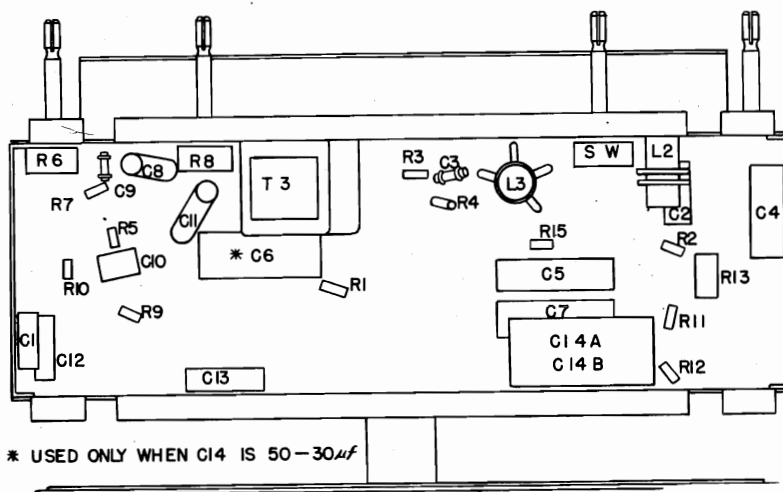 R6
R8
SW
L2
C8
R3
C3
C9
T3
L3
R7
R4
C2
C4
C11
R5
R15
R2
* C6
C10
C5
R13
R10
R1
C7
R9
R11
C1
C12
C14A
C14B
R12
C13
* USED ONLY WHEN C14 IS 50-30µf